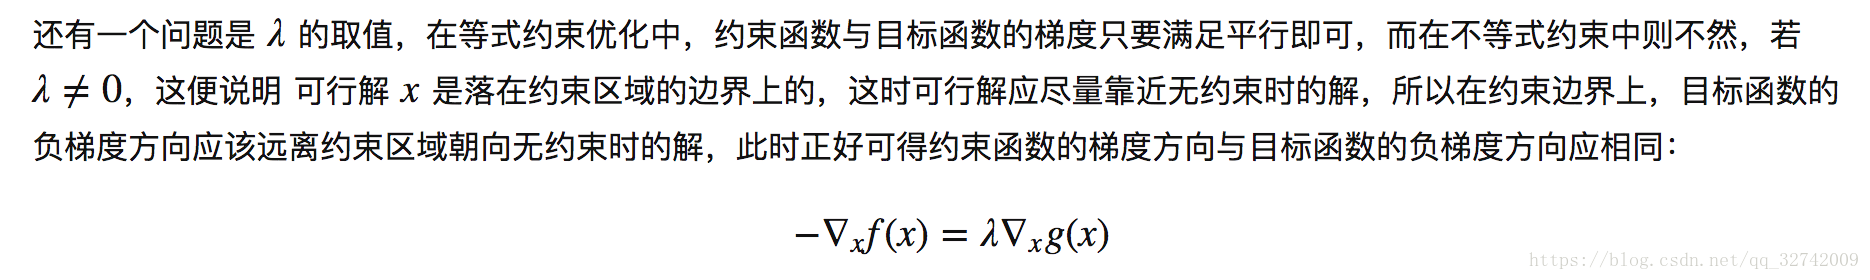 还有一个问题是 λ 的取值，在等式约束优化中，约束函数与目标函数的梯度只要满足平行即可，而在不等式约束中则不然，若
λ ≠ 0，这便说明 可行解 x 是落在约束区域的边界上的，这时可行解应尽量靠近无约束时的解，所以在约束边界上，目标函数的
负梯度方向应该远离约束区域朝向无约束时的解，此时正好可得约束函数的梯度方向与目标函数的负梯度方向应相同：
−∇ₓf(x) = λ∇ₓg(x)
https://blog.csdn.net/qq_32742009